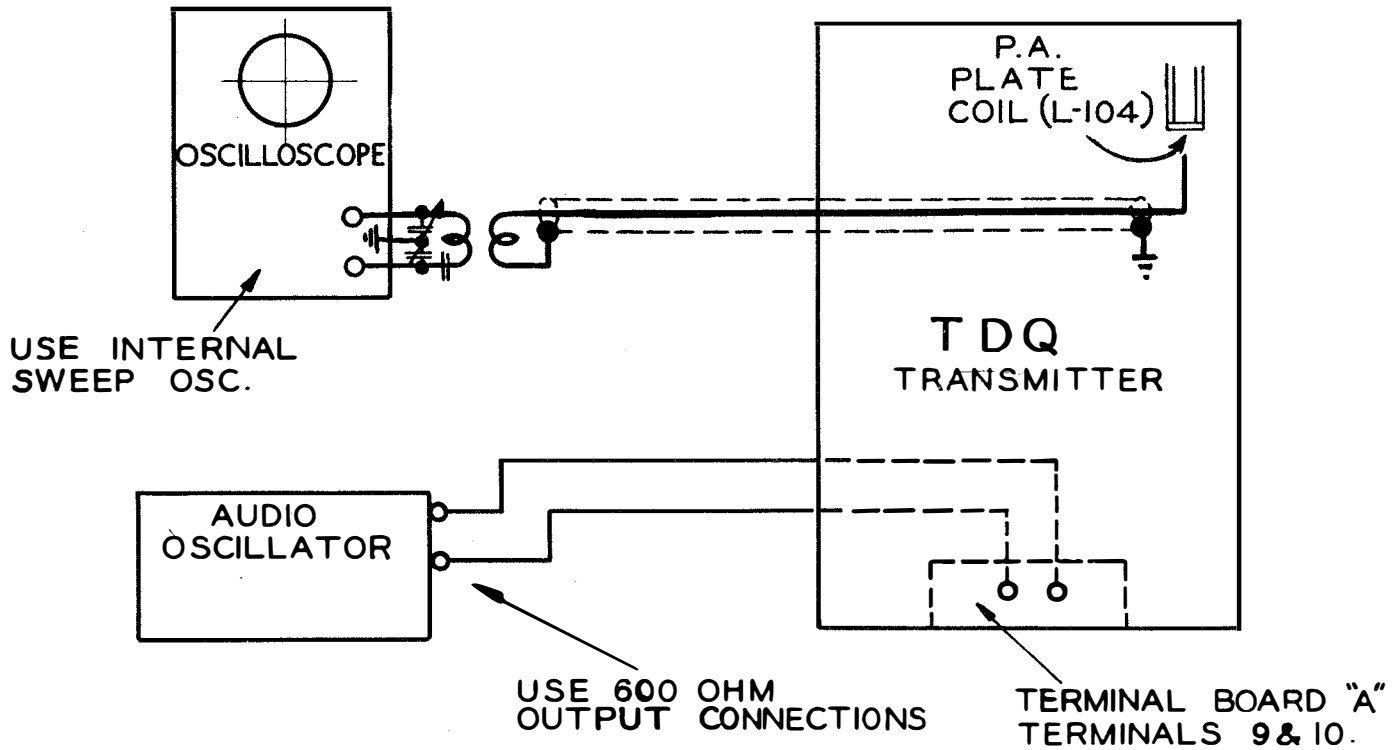 P.A.
PLATE
COIL (L-104)
OSCILLOSCOPE
USE INTERNAL
SWEEP OSC.
TDQ
TRANSMITTER
AUDIO
OSCILLATOR
USE 600 OHM
OUTPUT CONNECTIONS
TERMINAL BOARD "A"
TERMINALS 9 & 10.